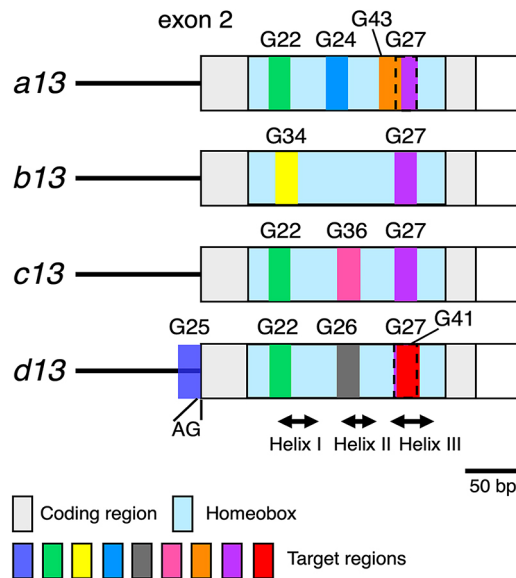 exon 2
G43
G22 G24 G27
a13
G34 G27
b13
G22 G36 G27
c13
G25 G22 G26 G27 G41
d13
AG
Helix I Helix II Helix III
50 bp
Coding region Homeobox
Target regions